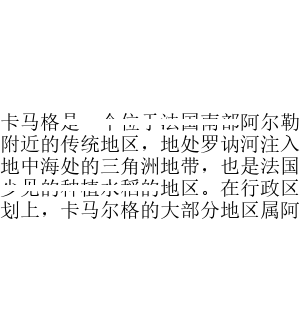 卡马格是一个位于法国南部阿尔勒
附近的传统地区，地处罗讷河注入
地中海处的三角洲地带，也是法国
少见的种植水稻的地区。在行政区
划上，卡马尔格的大部分地区属阿